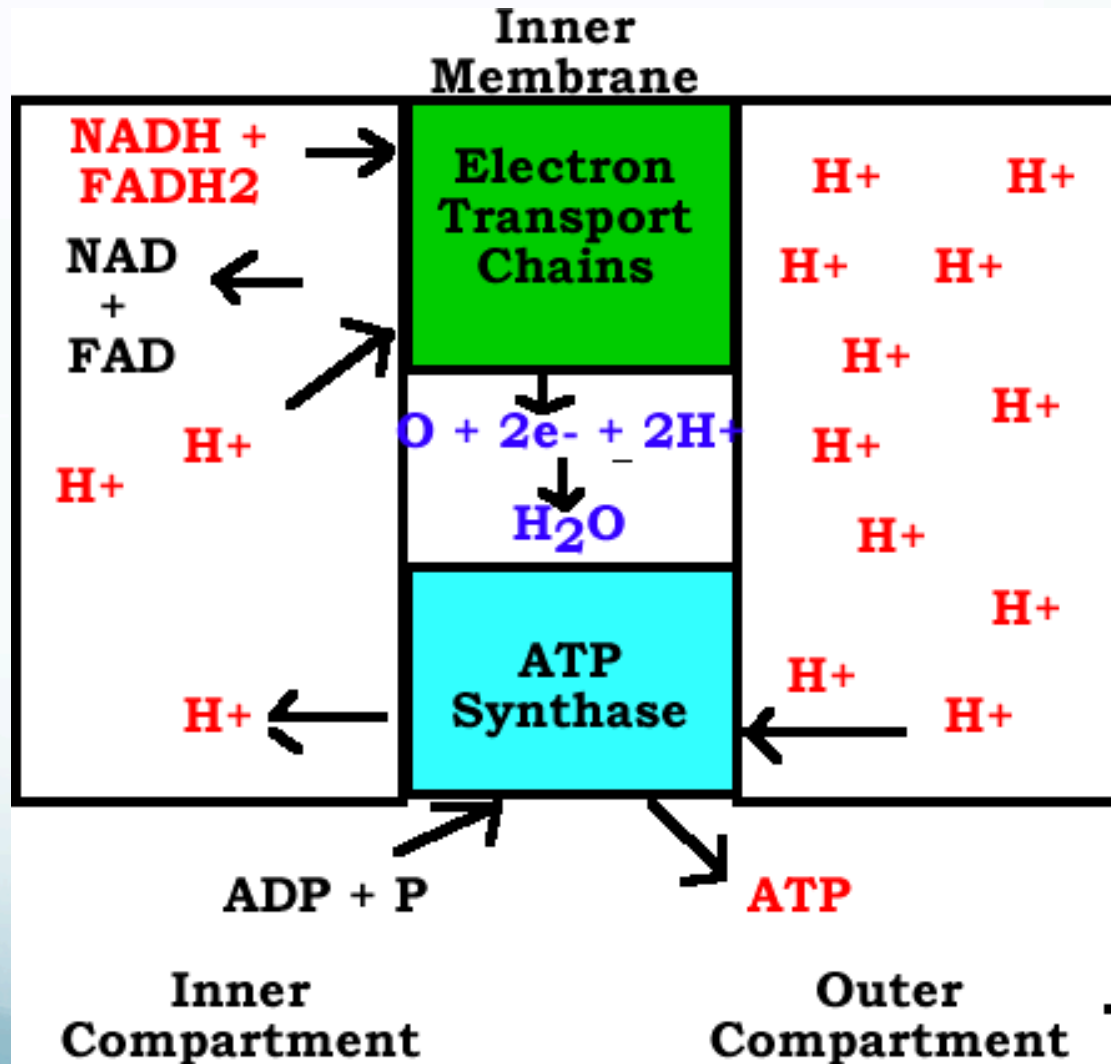 Inner
Membrane
NADH +
FADH2
NAD
+
FAD
H+
H+
H+
Electron
Transport
Chains
O + 2e- + 2H+
H2O
ATP
Synthase
H+ H+
H+ H+
H+
H+
H+
H+
H+
H+
H+
ADP + P
ATP
Inner
Compartment
Outer
Compartment